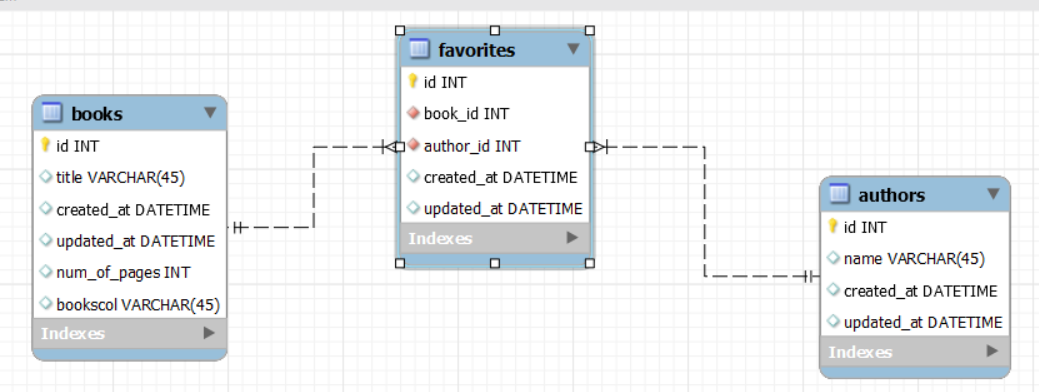 books
id INT
title VARCHAR(45)
created_at DATETIME
updated_at DATETIME
num_of_pages INT
bookscol VARCHAR(45)
Indexes
favorites
id INT
book_id INT
author_id INT
created_at DATETIME
updated_at DATETIME
Indexes
authors
id INT
name VARCHAR(45)
created_at DATETIME
updated_at DATETIME
Indexes